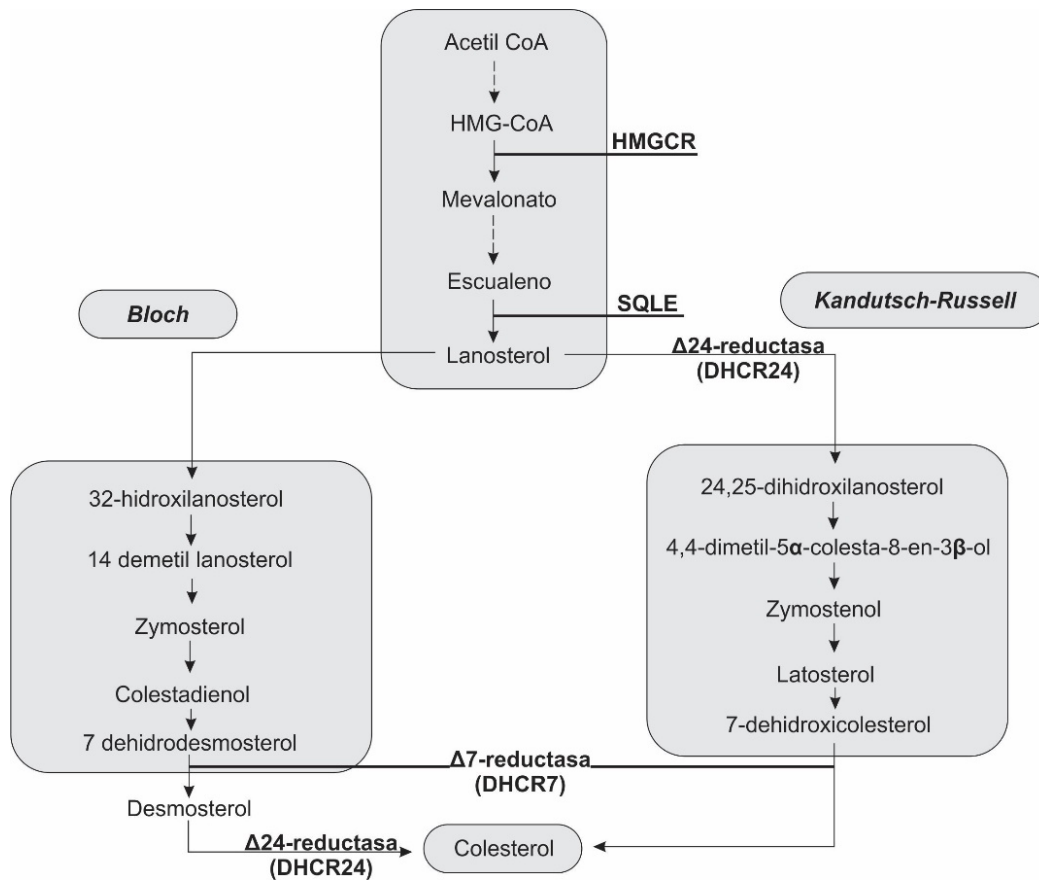 Acetil CoA
HMG-CoA
HMGCR
Mevalonato
Escualeno
SQLE
Bloch
Kandutsch-Russell
Lanosterol
Δ24-reductasa
(DHCR24)
32-hidroxilanosterol
14 demetil lanosterol
Zymosterol
Colestadienol
7 dehidrodesmosterol
24,25-dihidroxilanosterol
4,4-dimetil-5α-colesta-8-en-3β-ol
Zymostenol
Latosterol
7-dehidroxicolesterol
Δ7-reductasa
(DHCR7)
Desmosterol
Δ24-reductasa
(DHCR24)
Colesterol